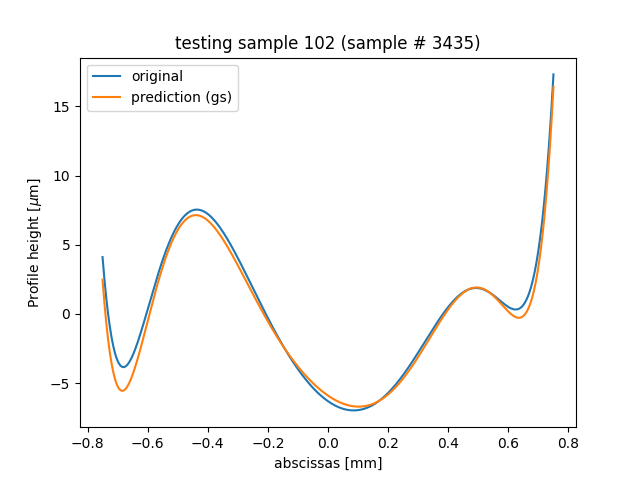 testing sample 102 (sample # 3435)
original
prediction (gs)
Profile height [μm]
15
10
5
0
−5
−0.8 −0.6 −0.4 −0.2 0.0 0.2 0.4 0.6 0.8
abscissas [mm]